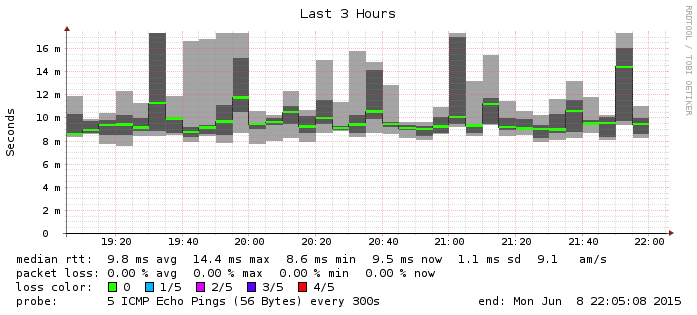 Last 3 Hours
RRDTOOL / TOBI OETIKER
Seconds
16 m
14 m
12 m
10 m
8 m
6 m
4 m
2 m
0
19:20 19:40 20:00 20:20 20:40 21:00 21:20 21:40 22:00
median rtt: 9.8 ms avg 14.4 ms max 8.6 ms min 9.5 ms now 1.1 ms sd 9.1 am/s
packet loss: 0.00 % avg 0.00 % max 0.00 % min 0.00 % now
loss color: 0 1/5 2/5 3/5 4/5
probe: 5 ICMP Echo Pings (56 Bytes) every 300s end: Mon Jun 8 22:05:08 2015